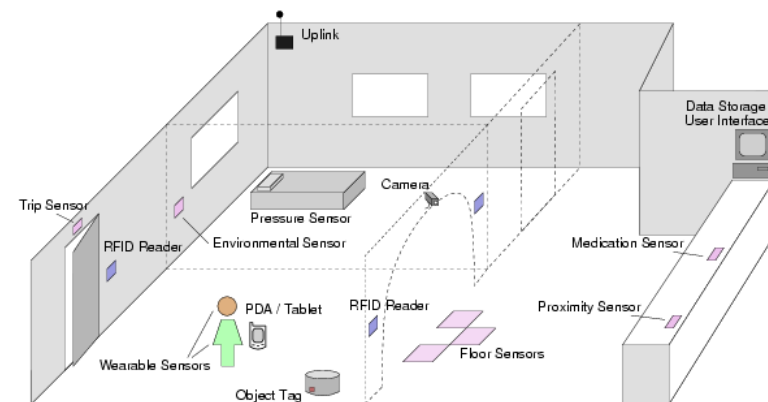 Uplink
Data Storage
User Interface
Camera
Trip Sensor
Pressure Sensor
RFID Reader
Environmental Sensor
Medication Sensor
PDA / Tablet
RFID Reader
Proximity Sensor
Floor Sensors
Wearable Sensors
Object Tag